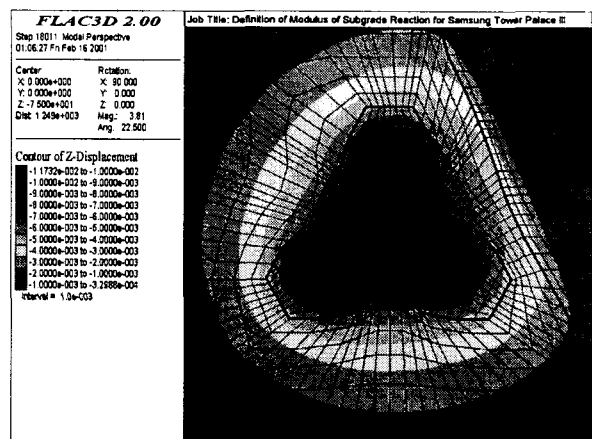 FLAC3D 2.00
Step 18011 Model Perspective
01:06:27 Fri Feb 16 2001
Center:
X: 0.000e+000
Y: 0.000e+000
Z: -7.500e+001
Dist: 1.249e+003
Rotation:
X: 90.000
Y: 0.000
Z: 0.000
Mag.: 3.81
Ang.: 22.500
Contour of Z-Displacement
-1.1732e-002 to -1.0000e-002
-1.0000e-002 to -9.0000e-003
-9.0000e-003 to -8.0000e-003
-8.0000e-003 to -7.0000e-003
-7.0000e-003 to -6.0000e-003
-6.0000e-003 to -5.0000e-003
-5.0000e-003 to -4.0000e-003
-4.0000e-003 to -3.0000e-003
-3.0000e-003 to -2.0000e-003
-2.0000e-003 to -1.0000e-003
-1.0000e-003 to -3.2988e-004
Interval = 1.0e-003
Job Title: Definition of Modulus of Subgrade Reaction for Samsung Tower Palace III